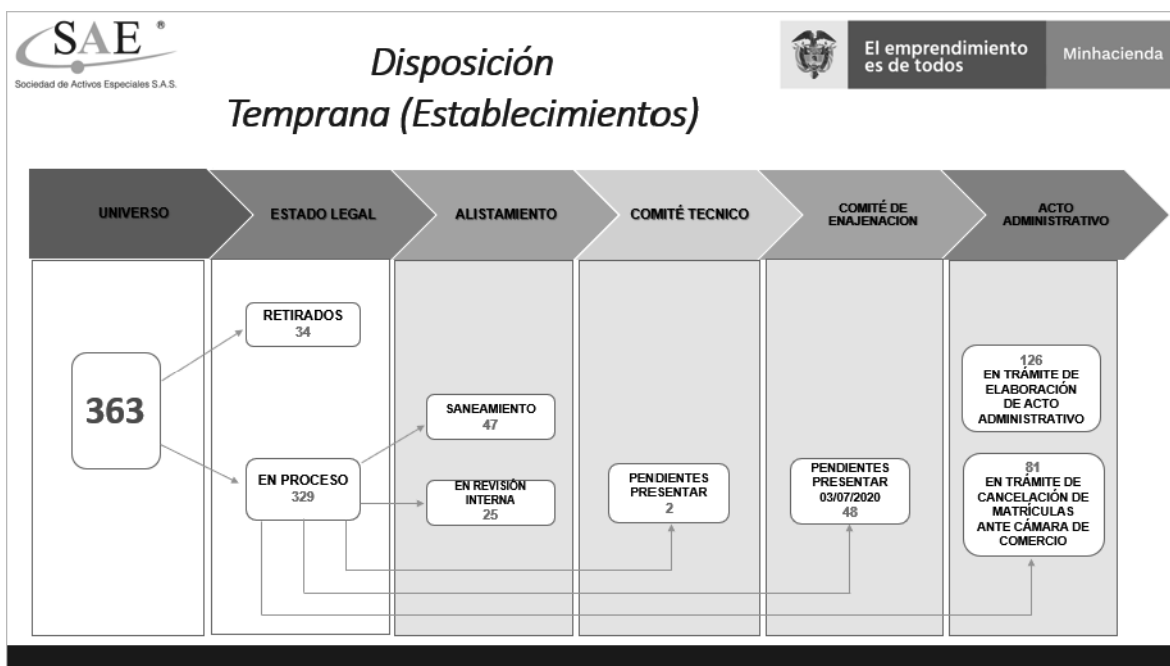 SAE ®
Sociedad de Activos Especiales S.A.S.
Disposición
Temprana (Establecimientos)
El emprendimiento
es de todos
Minhacienda
UNIVERSO
ESTADO LEGAL
ALISTAMIENTO
COMITÉ TECNICO
COMITÉ DE
ENAJENACION
ACTO
ADMINISTRATIVO
363
RETIRADOS
34
EN PROCESO
329
SANEAMIENTO
47
EN REVISIÓN
INTERNA
25
PENDIENTES
PRESENTAR
2
PENDIENTES
PRESENTAR
03/07/2020
48
126
EN TRÁMITE DE
ELABORACIÓN
DE ACTO
ADMINISTRATIVO
81
EN TRÁMITE DE
CANCELACIÓN DE
MATRÍCULAS
ANTE CÁMARA DE
COMERCIO